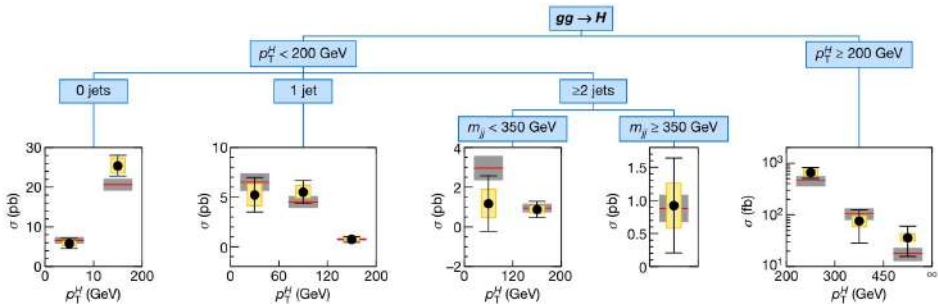 gg → H
p_T^H < 200 GeV
p_T^H ≥ 200 GeV
0 jets
1 jet
≥2 jets
m_jj < 350 GeV
m_jj ≥ 350 GeV
σ (pb)
30
20
10
0
0 100 200
p_T^H (GeV)
σ (pb)
10
5
0
0 60 120 200
p_T^H (GeV)
σ (pb)
4
3
2
1
0
−2
0 120 200
p_T^H (GeV)
σ (pb)
1.5
1.0
0.5
0
σ (fb)
10^3
10^2
10^1
200 300 450 ∞
p_T^H (GeV)